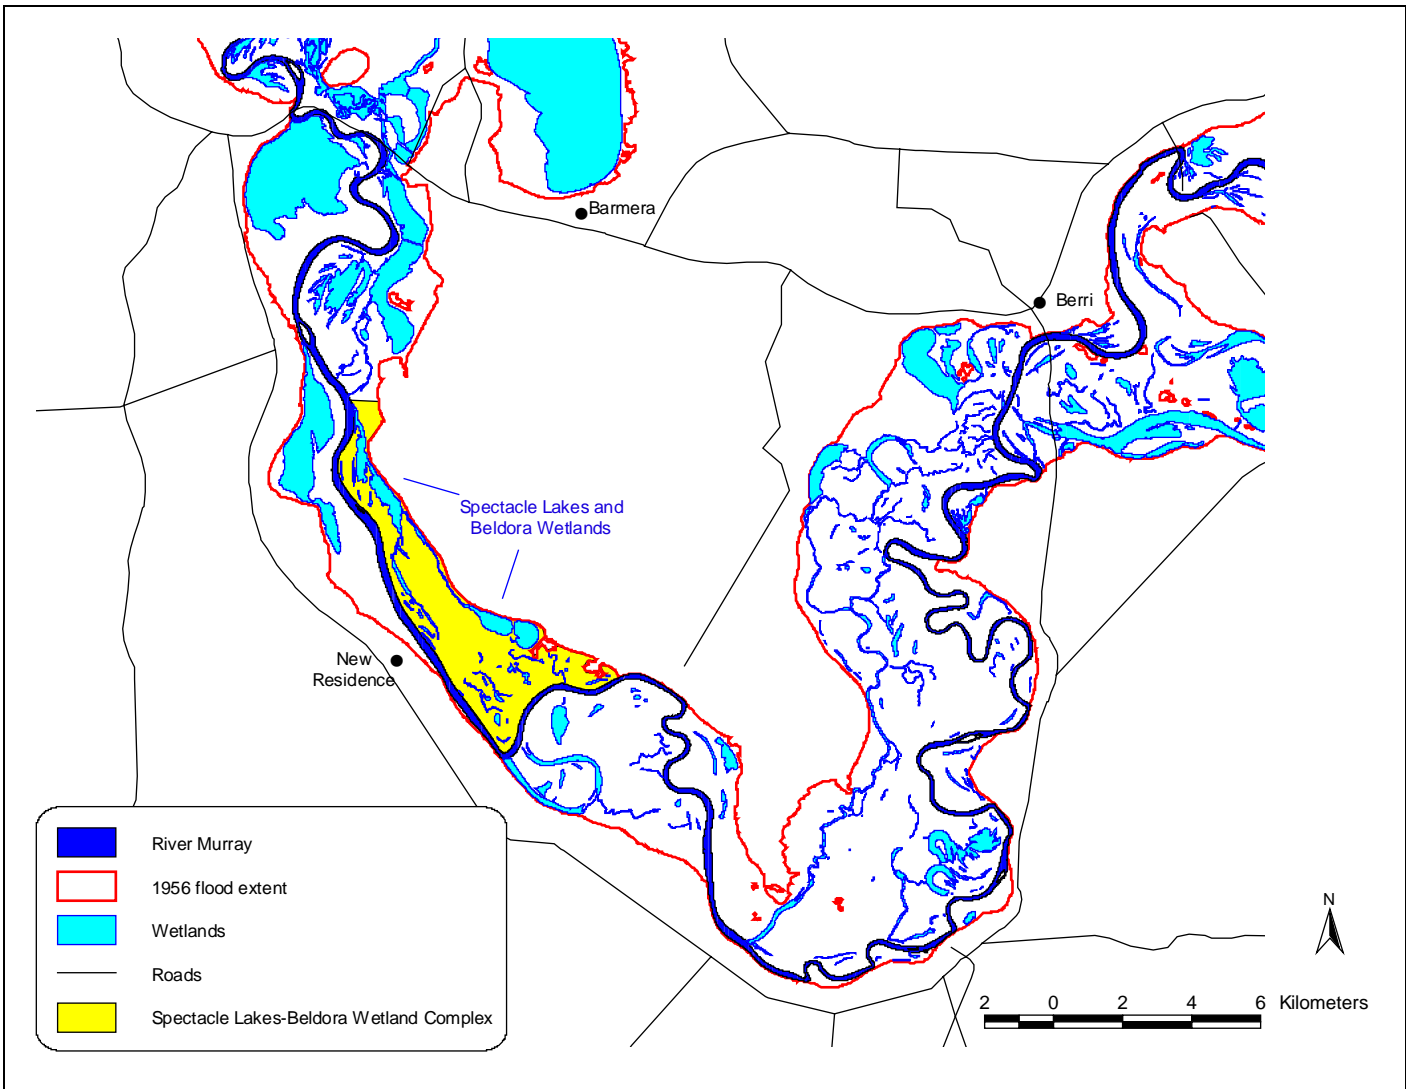 Barmera
Berri
Spectacle Lakes and
Beldora Wetlands
New
Residence
River Murray
1956 flood extent
Wetlands
Roads
Spectacle Lakes-Beldora Wetland Complex
N
2 0 2 4 6 Kilometers